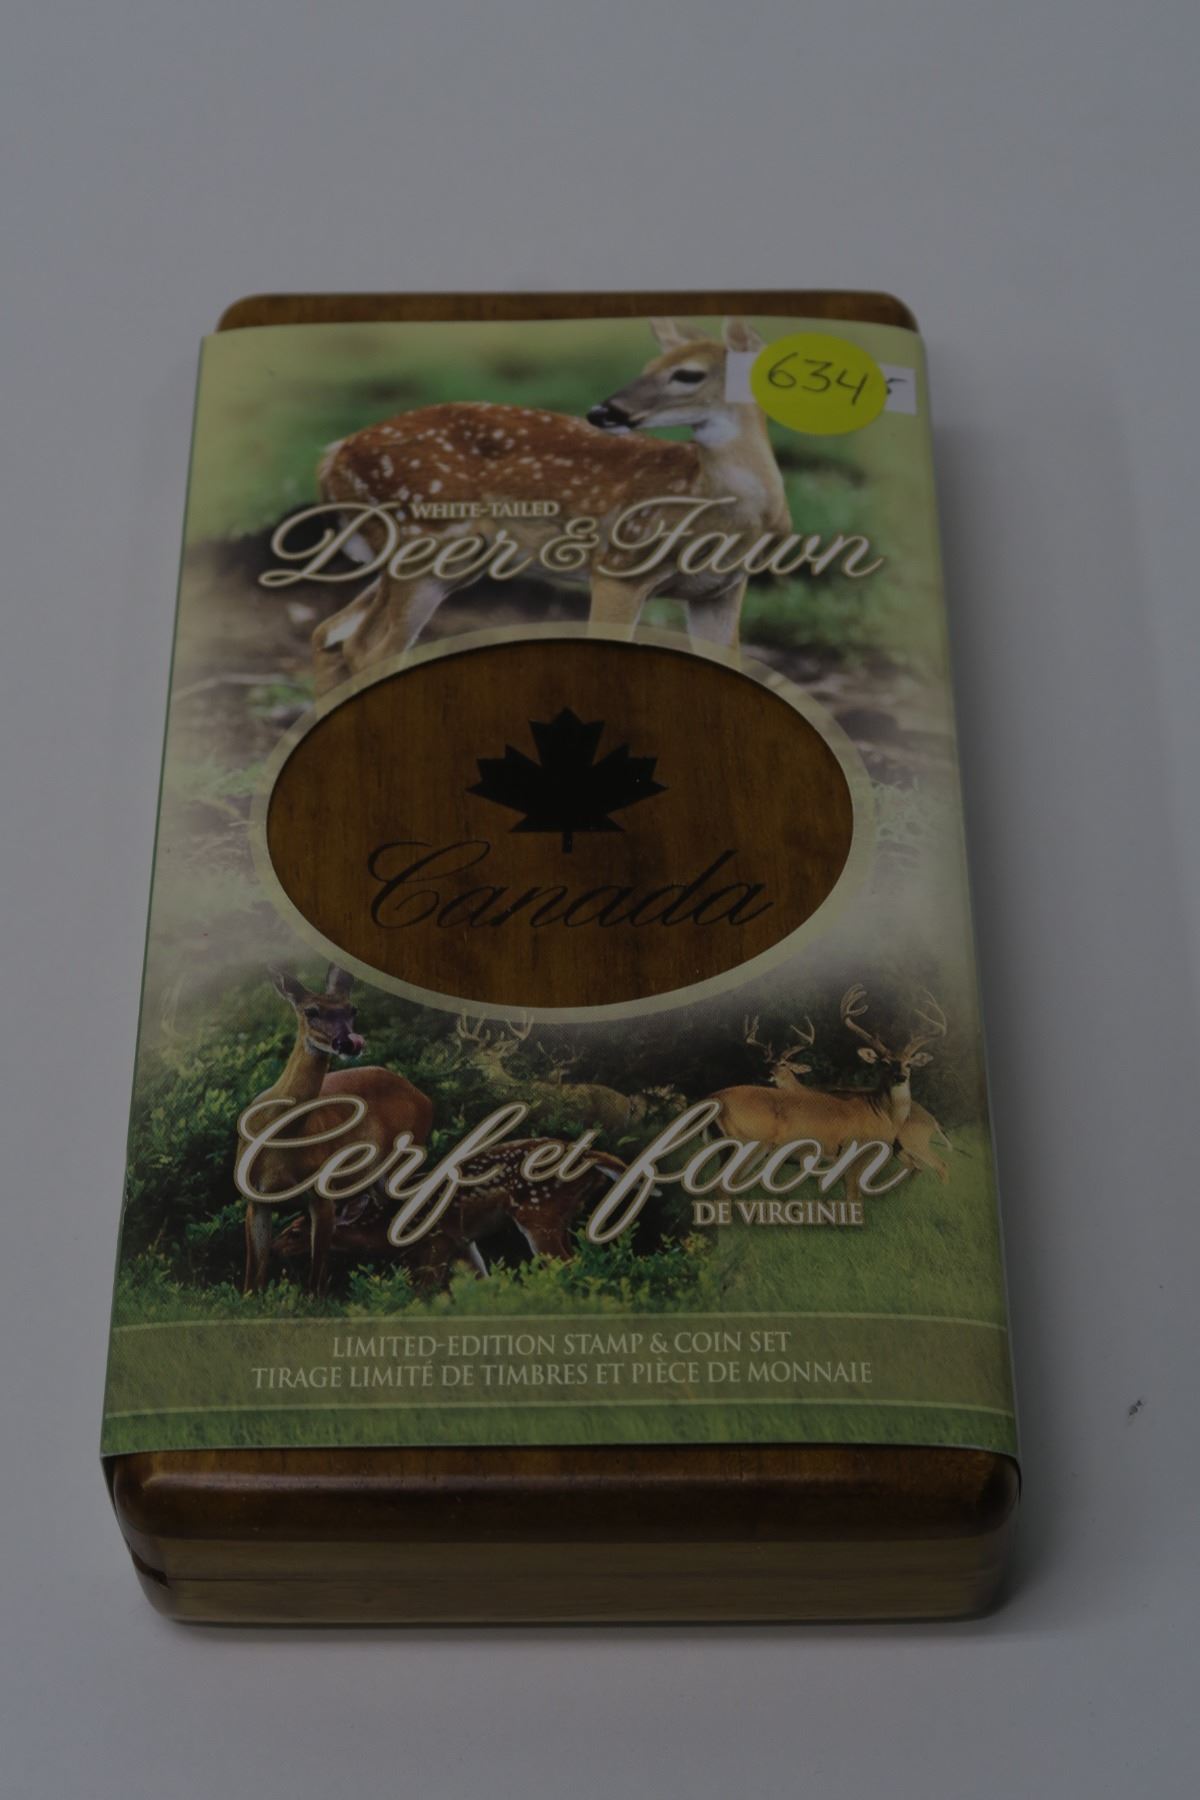 634
WHITE-TAILED
Deer & Fawn
Canada
Cerf et faon
DE VIRGINIE
LIMITED-EDITION STAMP & COIN SET
TIRAGE LIMITÉ DE TIMBRES ET PIÈCE DE MONNAIE